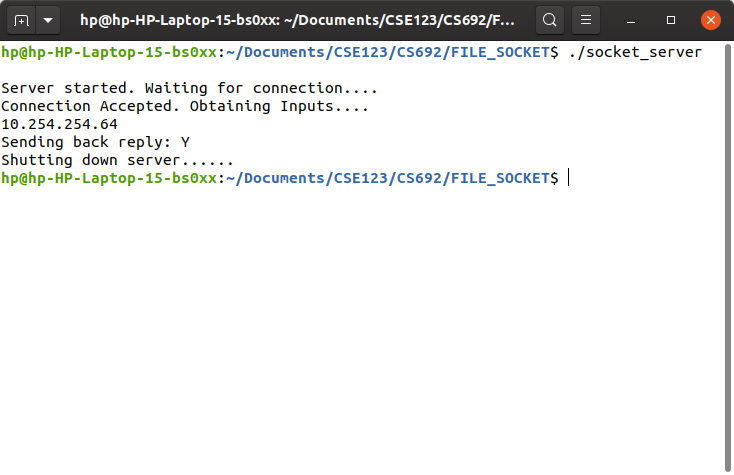 hp@hp-HP-Laptop-15-bs0xx: ~/Documents/CSE123/CS692/F...
hp@hp-HP-Laptop-15-bs0xx:~/Documents/CSE123/CS692/FILE_SOCKET$ ./socket_server
Server started. Waiting for connection....
Connection Accepted. Obtaining Inputs....
10.254.254.64
Sending back reply: Y
Shutting down server......
hp@hp-HP-Laptop-15-bs0xx:~/Documents/CSE123/CS692/FILE_SOCKET$